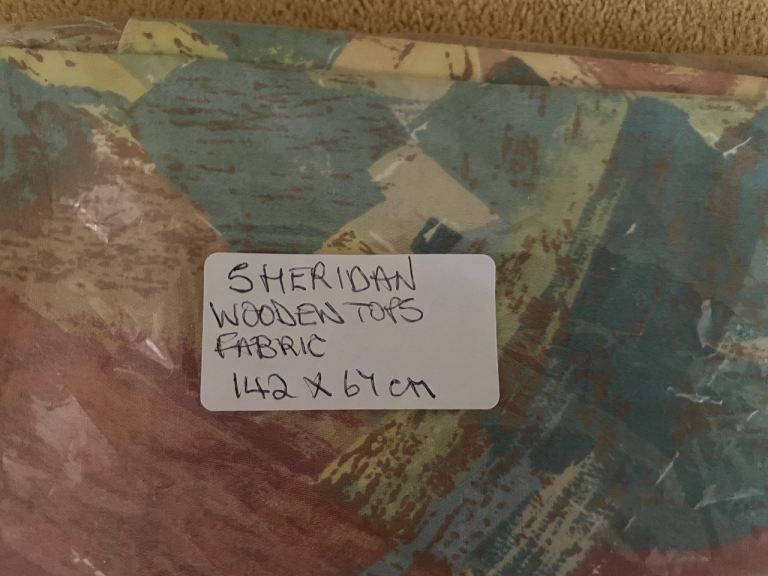 SHERIDAN
WOODEN TOPS
FABRIC
142 X 67 cm